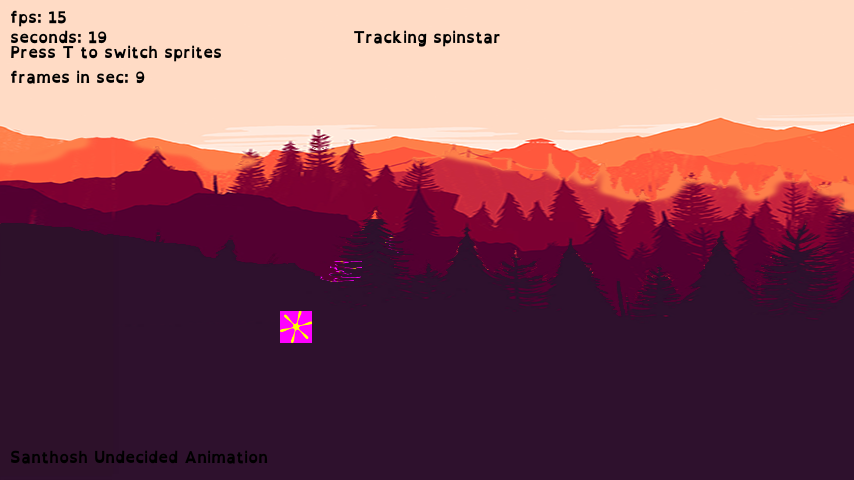 fps: 15
seconds: 19
Tracking spinstar
Press T to switch sprites
frames in sec: 9
Santhosh Undecided Animation